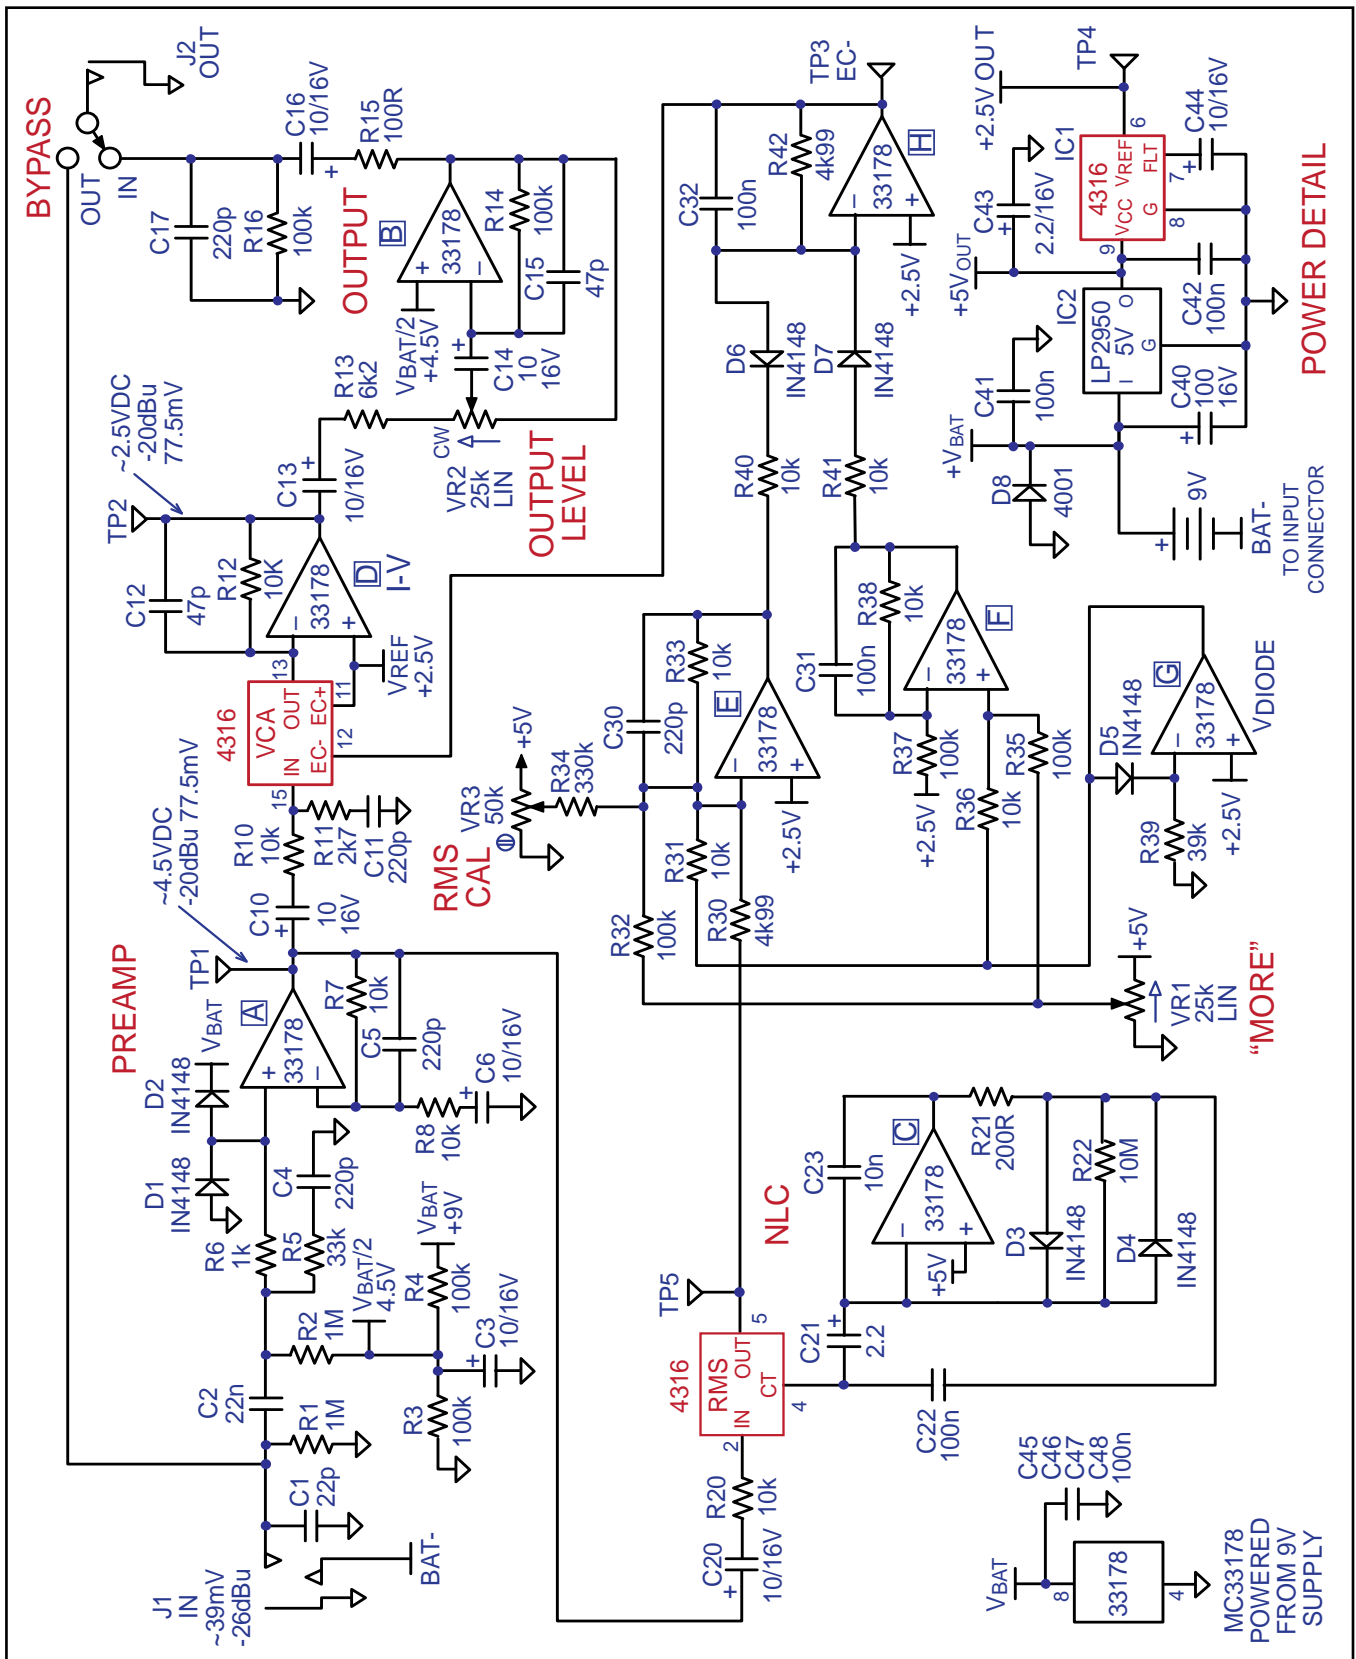 J1
IN
~39mV
-26dBu
BAT-
C1
22p
R1
1M
C2
22n
R2
1M
VBAT/2
4.5V
R3
100k
R4
100k
VBAT
+9V
C3
10/16V
R5
33k
R6
1k
C4
220p
D1
IN4148
D2
IN4148
VBAT
PREAMP
A
33178
+
–
TP1
~4.5VDC
-20dBu 77.5mV
R7
10k
C5
220p
R8
10k
C6
10/16V
C10
10
16V
R10
10k
R11
2k7
C11
220p
4316
VCA
IN
OUT
EC-
EC+
15
13
12
11
VREF
+2.5V
C12
47p
R12
10K
D
I-V
33178
TP2
~2.5VDC
-20dBu
77.5mV
C13
10/16V
R13
6k2
CW
VR2
25k
LIN
OUTPUT
LEVEL
C14
10
16V
VBAT/2
+4.5V
OUTPUT
B
33178
R14
100k
C15
47p
R15
100R
C16
10/16V
R16
100k
C17
220p
BYPASS
OUT
IN
J2
OUT
C20
10/16V
R20
10k
4316
RMS
IN
OUT
CT
2
5
4
TP5
C21
2.2
C22
100n
NLC
C23
10n
C
33178
+5V
R21
200R
D3
IN4148
R22
10M
D4
IN4148
RMS
CAL
VR3
50k
+5V
R34
330k
R32
100k
R31
10k
R30
4k99
C30
220p
R33
10k
E
33178
+2.5V
"MORE"
VR1
25k
LIN
+5V
R35
100k
R36
10k
R37
100k
+2.5V
C31
100n
R38
10k
F
33178
R39
39k
D5
IN4148
G
33178
+2.5V
VDIODE
R40
10k
R41
10k
D6
D7
IN4148
IN4148
C32
100n
R42
4k99
H
33178
+2.5V
TP3
EC-
VBAT
8
33178
4
C45
C46
C47
C48
100n
MC33178
POWERED
FROM 9V
SUPPLY
9V
BAT-
TO INPUT
CONNECTOR
+VBAT
D8
4001
C41
100n
IC2
LP2950
5V
I
O
G
C40
100
16V
C42
100n
+5VOUT
C43
2.2/16V
IC1
4316
VCC
VREF
G
FLT
9
6
8
7
+2.5V OUT
TP4
C44
10/16V
POWER DETAIL